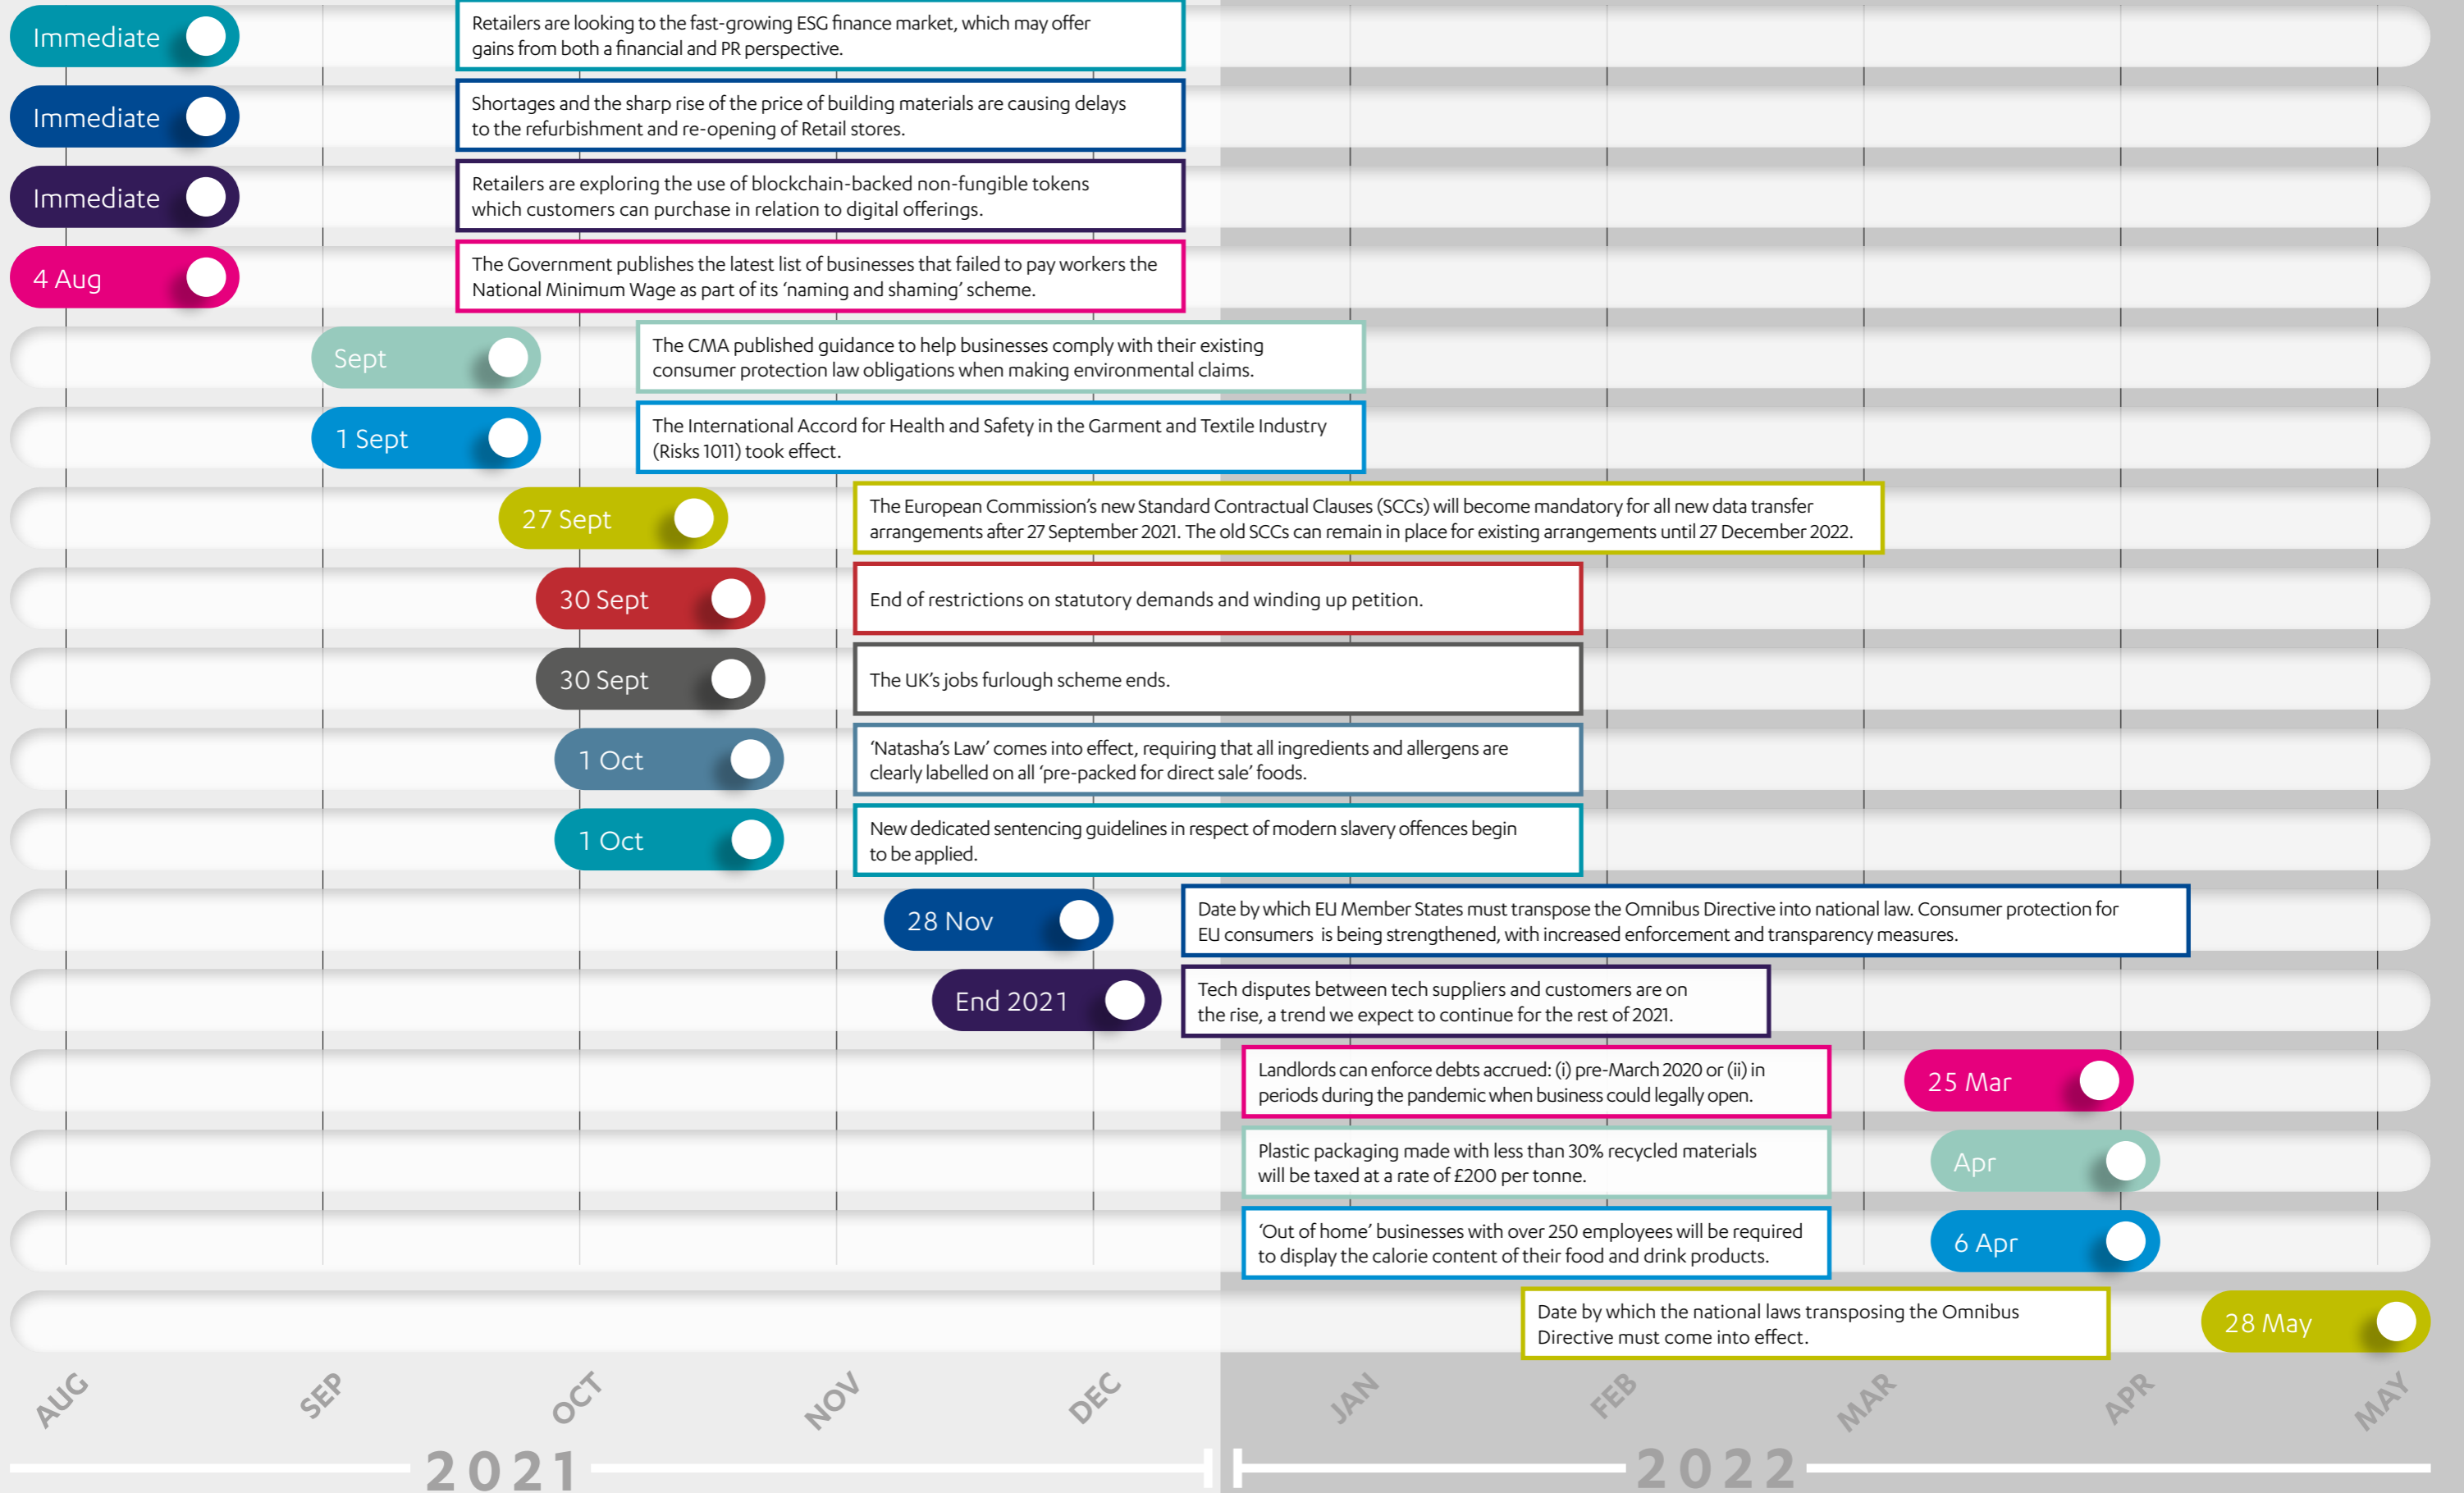 Immediate
Retailers are looking to the fast-growing ESG finance market, which may offer
gains from both a financial and PR perspective.
Immediate
Shortages and the sharp rise of the price of building materials are causing delays
to the refurbishment and re-opening of Retail stores.
Immediate
Retailers are exploring the use of blockchain-backed non-fungible tokens
which customers can purchase in relation to digital offerings.
4 Aug
The Government publishes the latest list of businesses that failed to pay workers the
National Minimum Wage as part of its ‘naming and shaming’ scheme.
Sept
The CMA published guidance to help businesses comply with their existing
consumer protection law obligations when making environmental claims.
1 Sept
The International Accord for Health and Safety in the Garment and Textile Industry
(Risks 1011) took effect.
27 Sept
The European Commission’s new Standard Contractual Clauses (SCCs) will become mandatory for all new data transfer
arrangements after 27 September 2021. The old SCCs can remain in place for existing arrangements until 27 December 2022.
30 Sept
End of restrictions on statutory demands and winding up petition.
30 Sept
The UK’s jobs furlough scheme ends.
1 Oct
‘Natasha’s Law’ comes into effect, requiring that all ingredients and allergens are
clearly labelled on all ‘pre-packed for direct sale’ foods.
1 Oct
New dedicated sentencing guidelines in respect of modern slavery offences begin
to be applied.
28 Nov
Date by which EU Member States must transpose the Omnibus Directive into national law. Consumer protection for
EU consumers is being strengthened, with increased enforcement and transparency measures.
End 2021
Tech disputes between tech suppliers and customers are on
the rise, a trend we expect to continue for the rest of 2021.
Landlords can enforce debts accrued: (i) pre-March 2020 or (ii) in
periods during the pandemic when business could legally open.
25 Mar
Plastic packaging made with less than 30% recycled materials
will be taxed at a rate of £200 per tonne.
Apr
‘Out of home’ businesses with over 250 employees will be required
to display the calorie content of their food and drink products.
6 Apr
Date by which the national laws transposing the Omnibus
Directive must come into effect.
28 May
AUG
SEP
OCT
NOV
DEC
JAN
FEB
MAR
APR
MAY
2021
2022